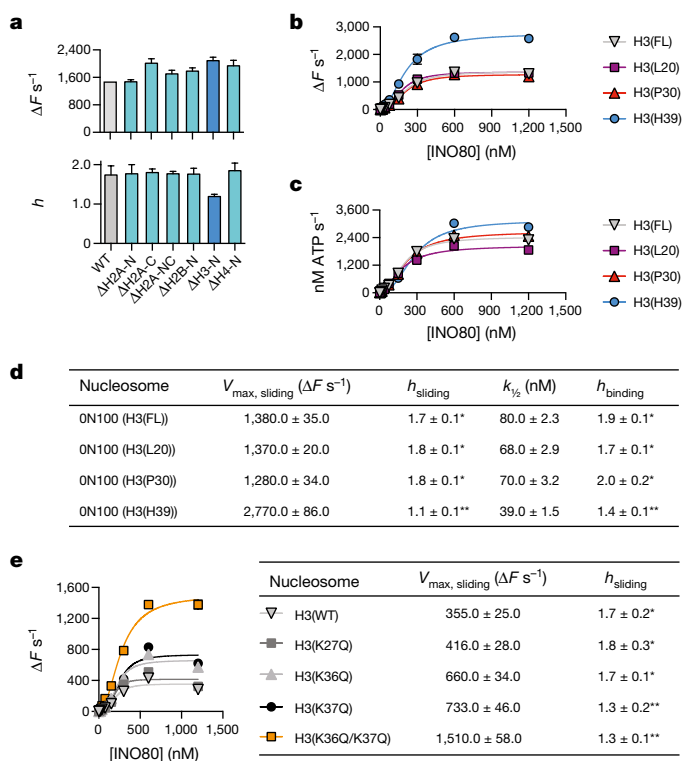 a
ΔF s⁻¹
2,400
1,600
800
0
h
2.0
1.0
0
WT
ΔH2A-N
ΔH2A-C
ΔH2A-NC
ΔH2B-N
ΔH3-N
ΔH4-N
b
ΔF s⁻¹
3,000
2,000
1,000
0
0 300 600 900 1,200 1,500
[INO80] (nM)
H3(FL)
H3(L20)
H3(P30)
H3(H39)
c
nM ATP s⁻¹
3,600
2,400
1,200
0
0 300 600 900 1,200 1,500
[INO80] (nM)
H3(FL)
H3(L20)
H3(P30)
H3(H39)
d
Nucleosome Vmax, sliding (ΔF s⁻¹) hsliding k½ (nM) hbinding
0N100 (H3(FL)) 1,380.0 ± 35.0 1.7 ± 0.1* 80.0 ± 2.3 1.9 ± 0.1*
0N100 (H3(L20)) 1,370.0 ± 20.0 1.8 ± 0.1* 68.0 ± 2.9 1.7 ± 0.1*
0N100 (H3(P30)) 1,280.0 ± 34.0 1.8 ± 0.1* 70.0 ± 3.2 2.0 ± 0.2*
0N100 (H3(H39)) 2,770.0 ± 86.0 1.1 ± 0.1** 39.0 ± 1.5 1.4 ± 0.1**
e
ΔF s⁻¹
1,600
1,200
800
400
0
0 500 1,000 1,500
[INO80] (nM)
Nucleosome Vmax, sliding (ΔF s⁻¹) hsliding
H3(WT) 355.0 ± 25.0 1.7 ± 0.2*
H3(K27Q) 416.0 ± 28.0 1.8 ± 0.3*
H3(K36Q) 660.0 ± 34.0 1.7 ± 0.1*
H3(K37Q) 733.0 ± 46.0 1.3 ± 0.2**
H3(K36Q/K37Q) 1,510.0 ± 58.0 1.3 ± 0.1**